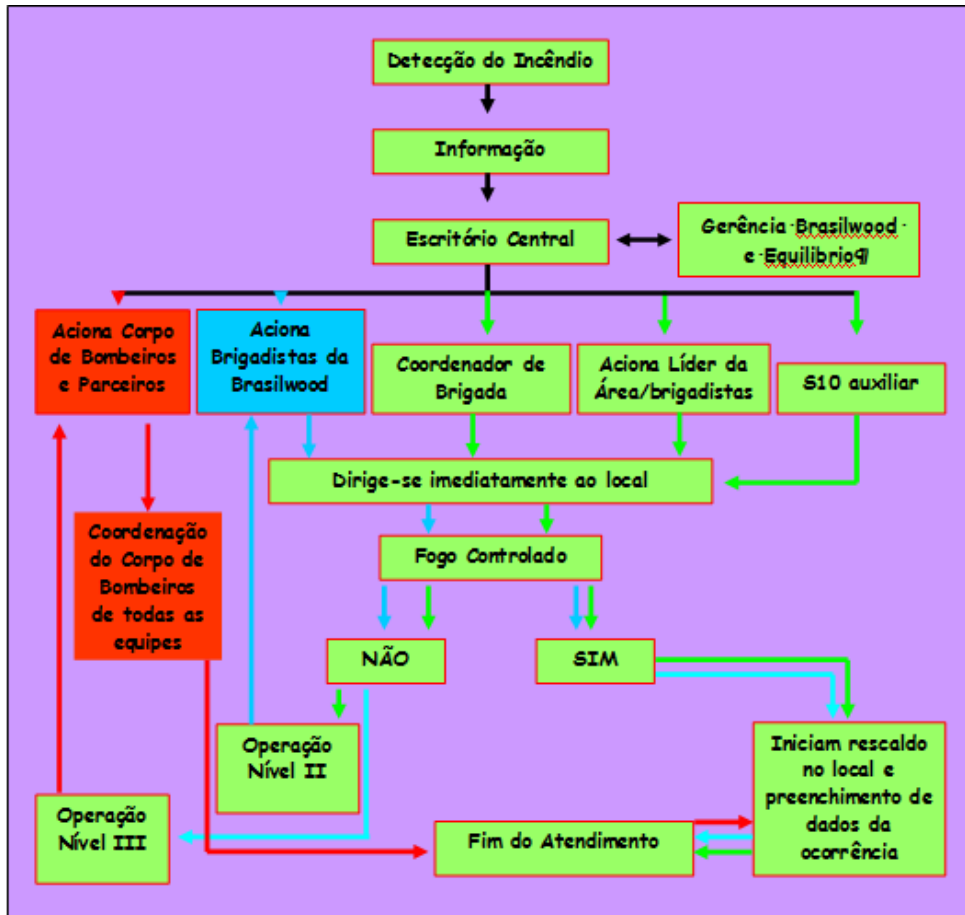 Detecção do Incêndio
Informação
Escritório Central
Gerência·Brasilwood·
e·Equilibrio¶
Aciona Corpo
de Bombeiros
e Parceiros
Aciona
Brigadistas da
Brasilwood
Coordenador de
Brigada
Aciona Líder da
Área/brigadistas
S10 auxiliar
Dirige-se imediatamente ao local
Coordenação
do Corpo de
Bombeiros
de todas as
equipes
Fogo Controlado
NÃO
SIM
Operação
Nível II
Iniciam rescaldo
no local e
preenchimento de
dados da
ocorrência
Operação
Nível III
Fim do Atendimento